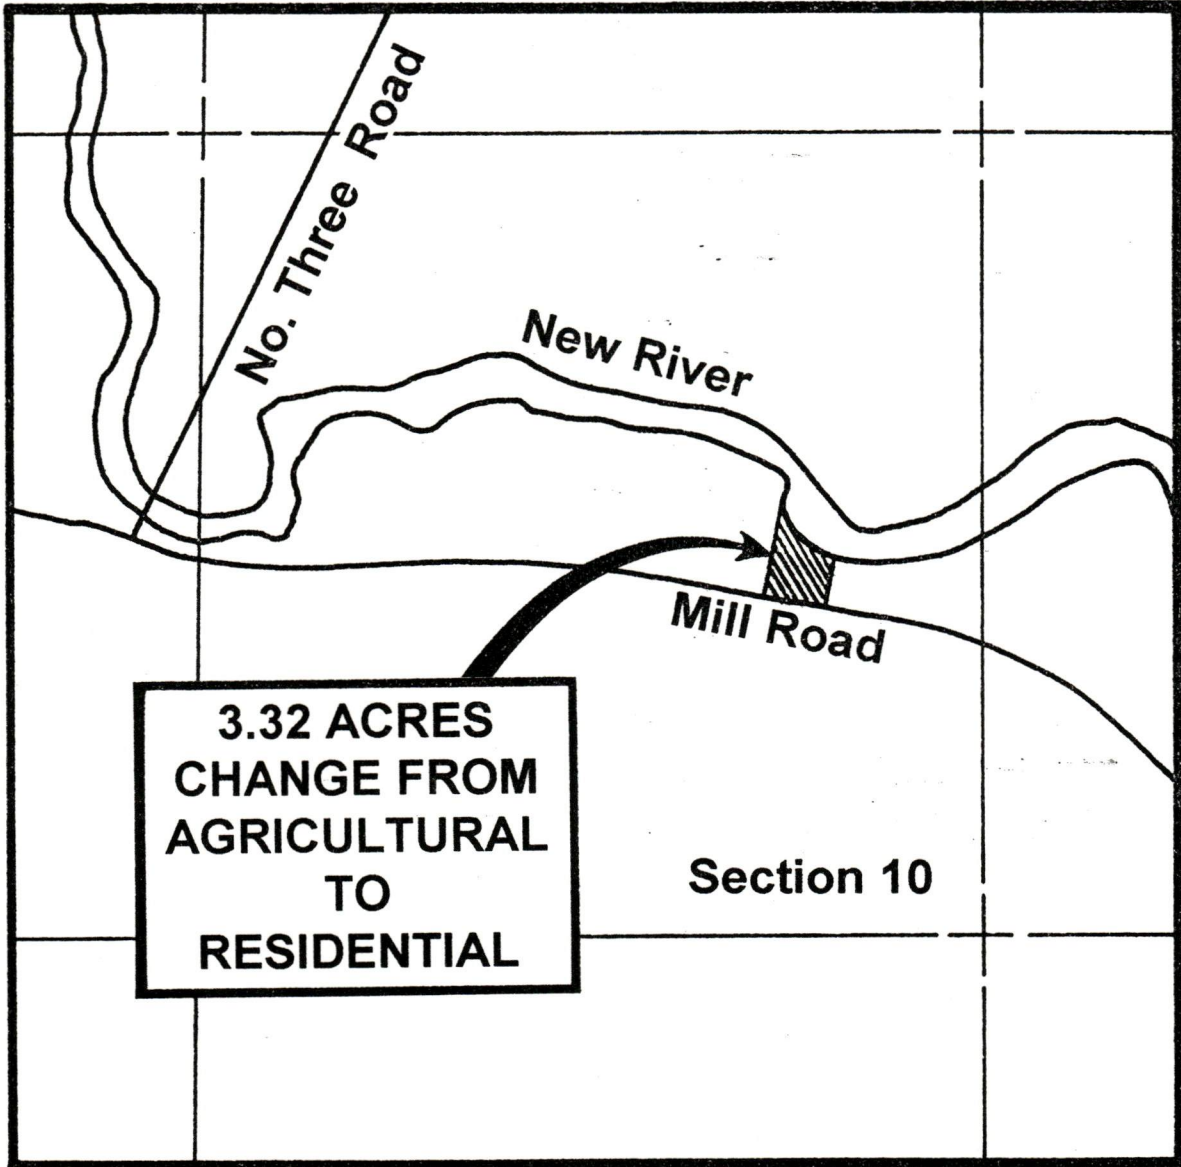 No. Three Road
New River
Mill Road
3.32 ACRES
CHANGE FROM
AGRICULTURAL
TO
RESIDENTIAL
Section 10